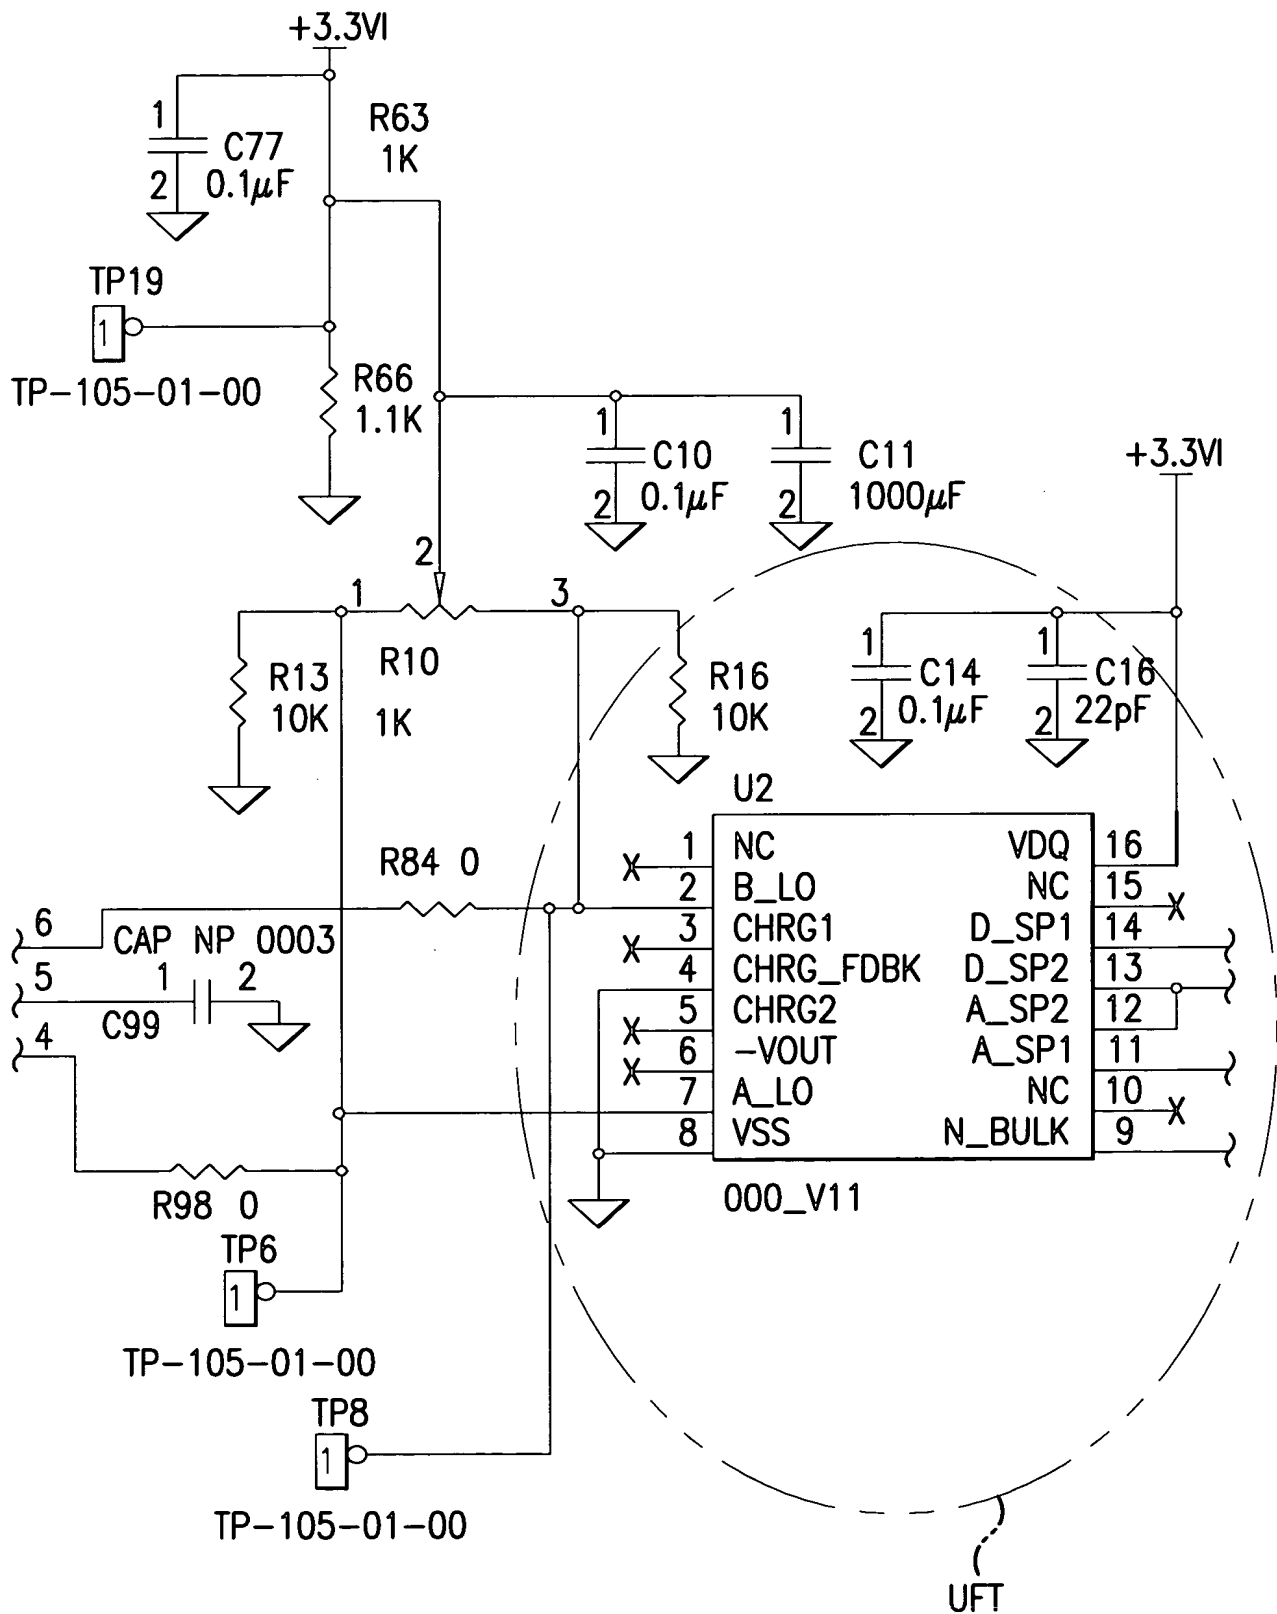 +3.3VI
1
C77
0.1μF
2
R63
1K
TP19
1
TP-105-01-00
R66
1.1K
1
C10
0.1μF
2
1
C11
1000μF
2
+3.3VI
2
1
3
R10
1K
R13
10K
R16
10K
1
C14
0.1μF
2
1
C16
22pF
2
U2
R84 0
1 NC
2 B_LO
3 CHRG1
4 CHRG_FDBK
5 CHRG2
6 -VOUT
7 A_LO
8 VSS
VDQ 16
NC 15
D_SP1 14
D_SP2 13
A_SP2 12
A_SP1 11
NC 10
N_BULK 9
000_V11
6
CAP NP 0003
5
1
2
C99
4
R98 0
TP6
1
TP-105-01-00
TP8
1
TP-105-01-00
UFT